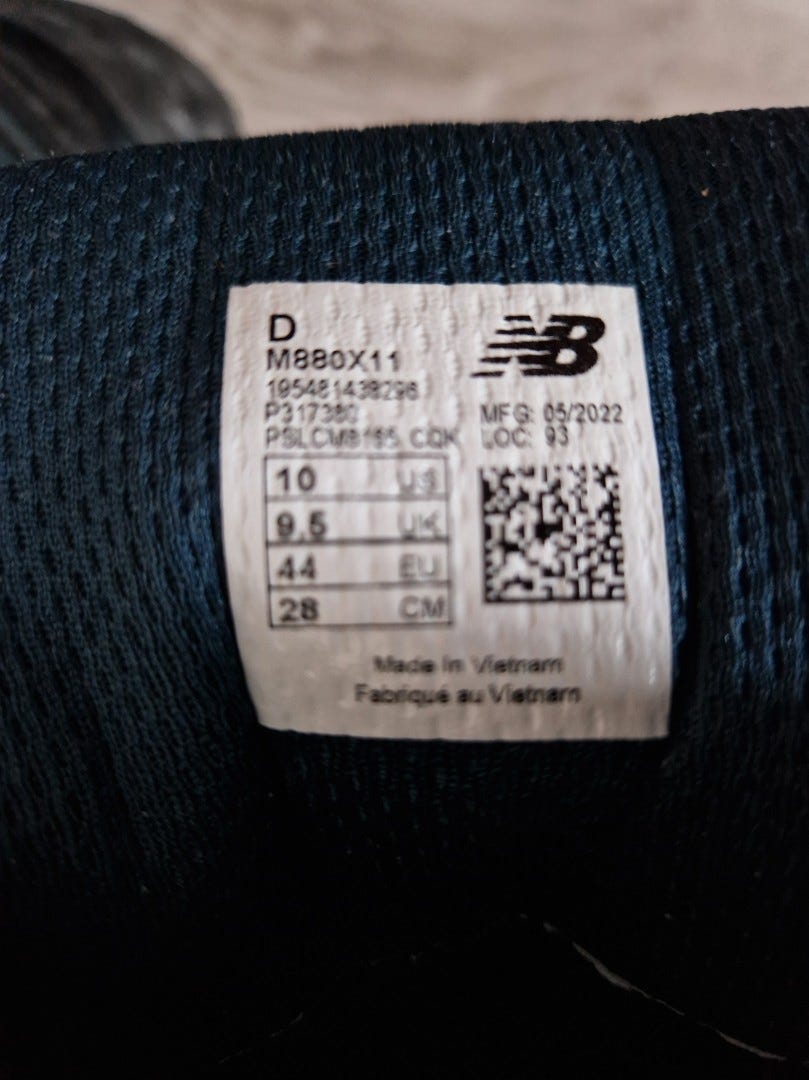 D
M880X11
NB
195481438296
P317380
MFG: 05/2022
PSLCM8165 CQK
LOC: 93
10 US
9.5 UK
44 EU
28 CM
Made in Vietnam
Fabriqué au Vietnam